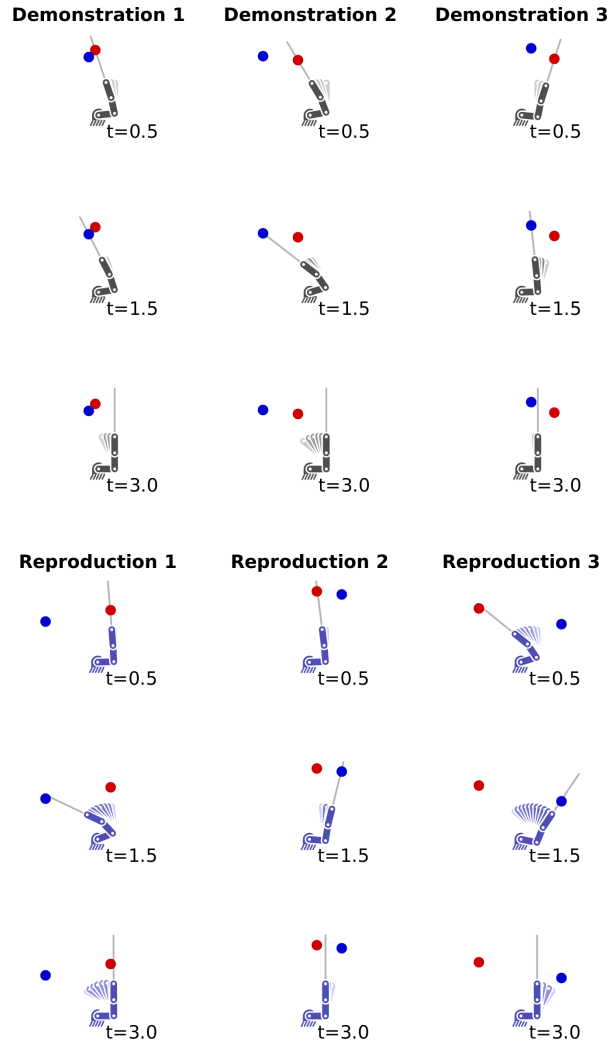 Demonstration 1 Demonstration 2 Demonstration 3
t=0.5 t=0.5 t=0.5
t=1.5 t=1.5 t=1.5
t=3.0 t=3.0 t=3.0
Reproduction 1 Reproduction 2 Reproduction 3
t=0.5 t=0.5 t=0.5
t=1.5 t=1.5 t=1.5
t=3.0 t=3.0 t=3.0